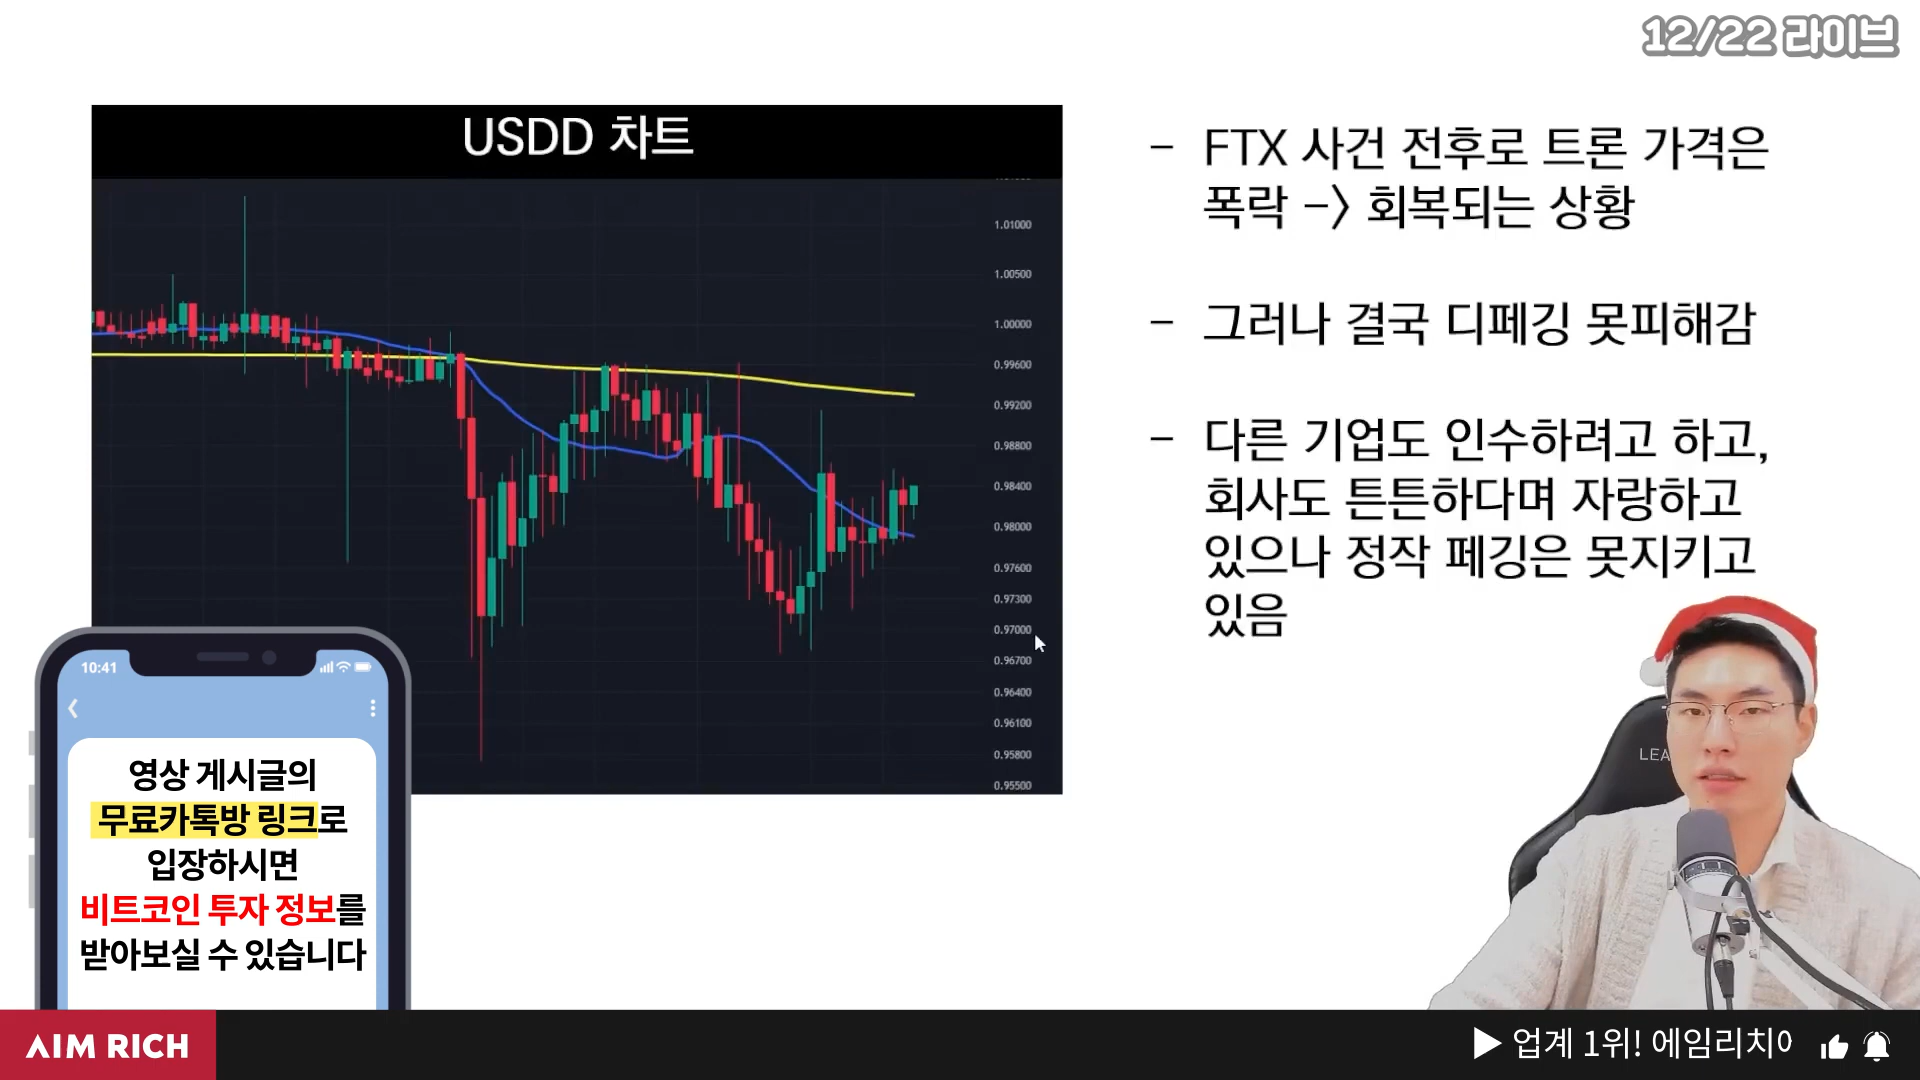 12/22 라이브
USDD 차트
1.01000
1.00500
1.00000
0.99600
0.99200
0.98800
0.98400
0.98000
0.97600
0.97300
0.97000
0.96700
0.96400
0.96100
0.95800
0.95500
- FTX 사건 전후로 트론 가격은
폭락 -> 회복되는 상황
- 그러나 결국 디페깅 못피해감
- 다른 기업도 인수하려고 하고,
회사도 튼튼하다며 자랑하고
있으나 정작 페깅은 못지키고
있음
10:41
영상 게시글의
무료카톡방 링크로
입장하시면
비트코인 투자 정보를
받아보실 수 있습니다
LEA
AIM RICH
▶ 업계 1위! 에임리치